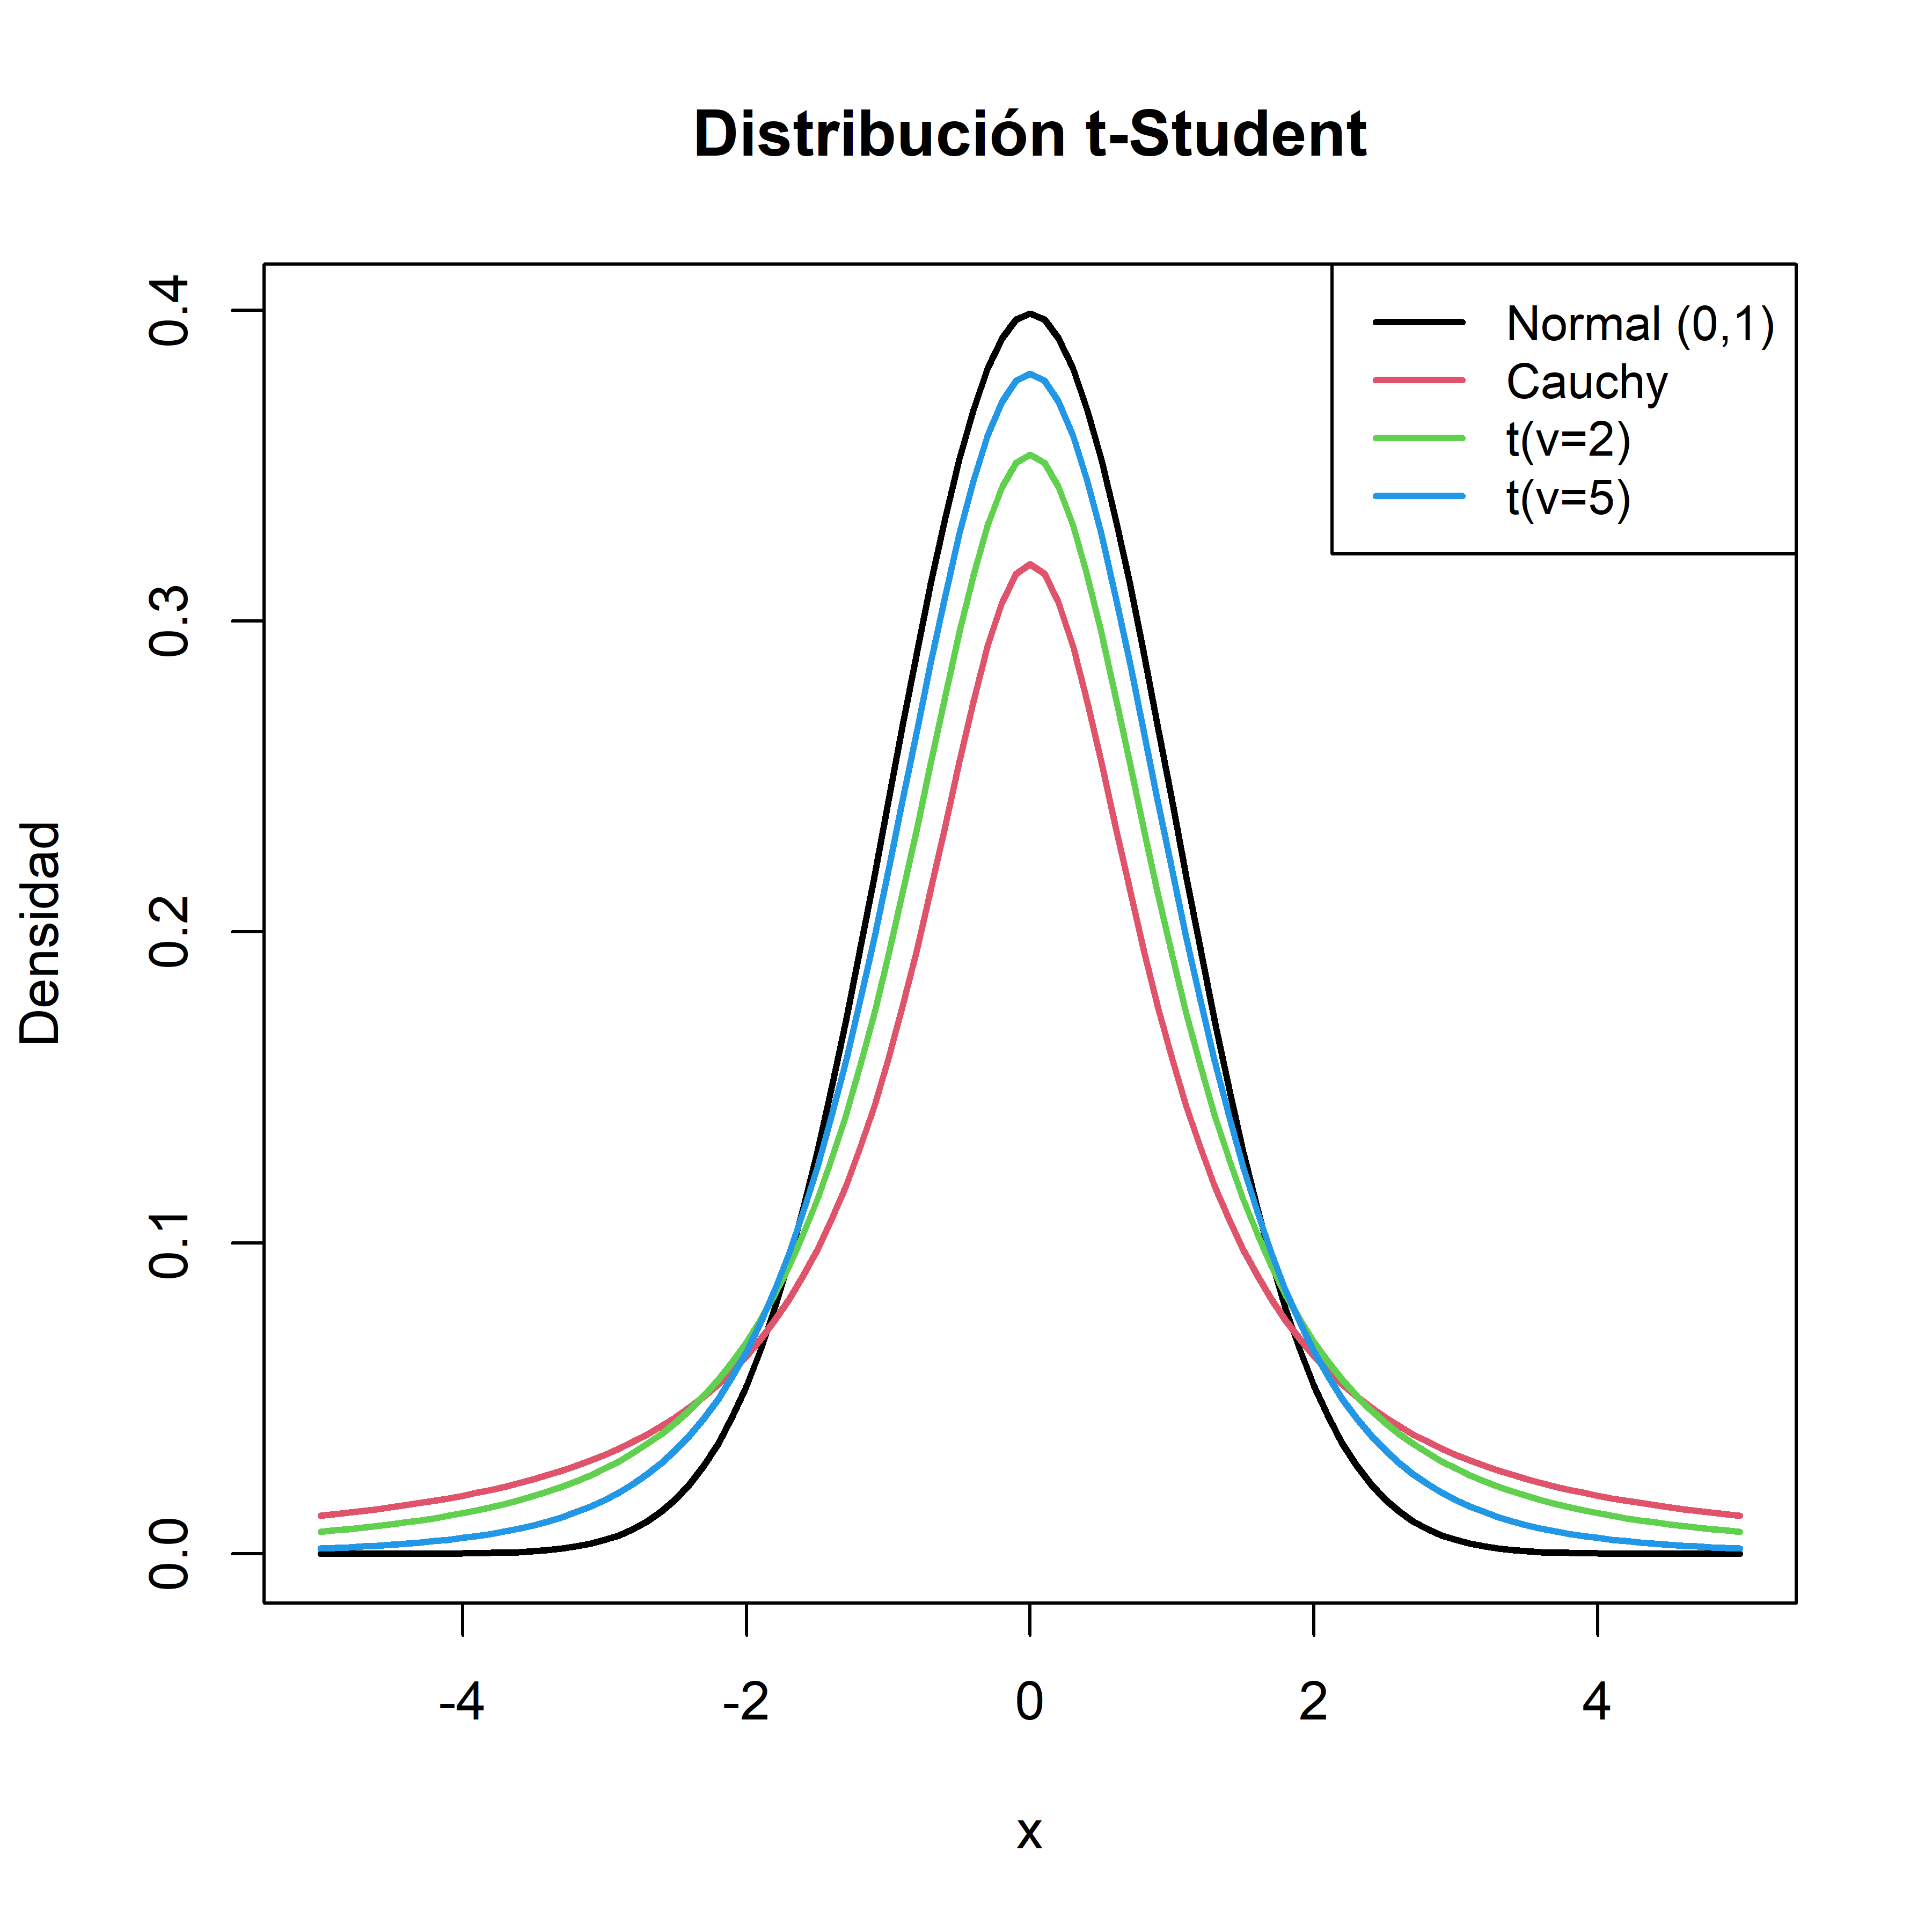 Distribución t-Student
Normal (0,1)
Cauchy
t(v=2)
t(v=5)
Densidad
0.4
0.3
0.2
0.1
0.0
-4 -2 0 2 4
x